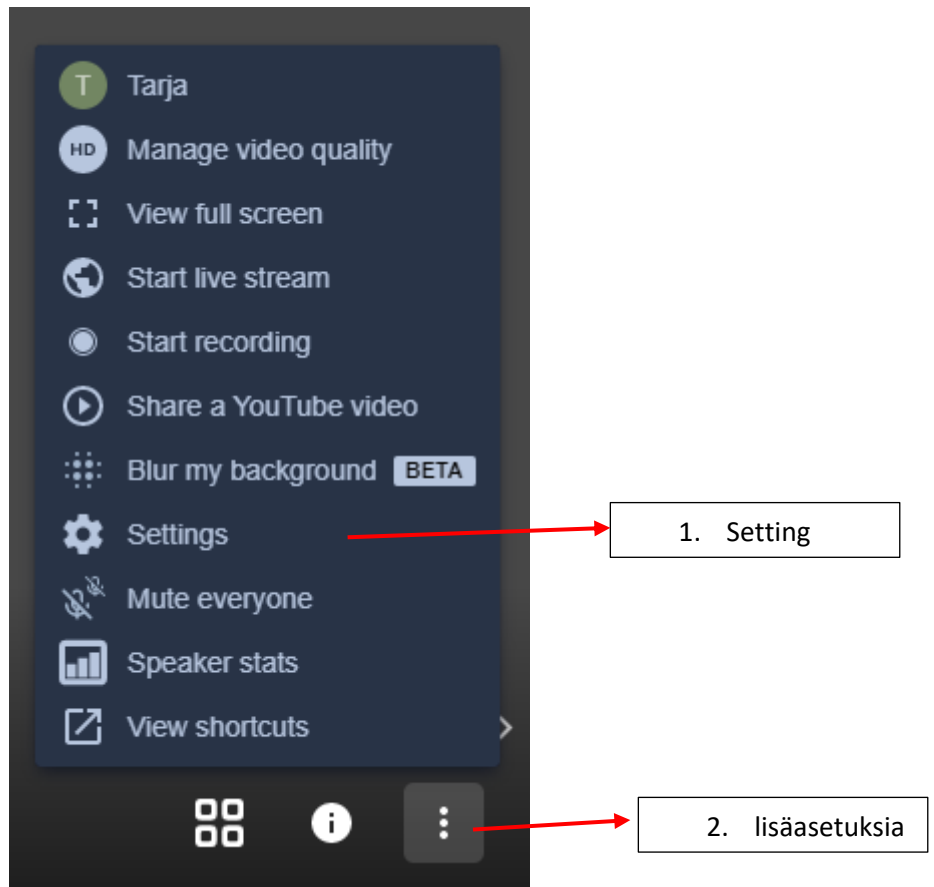 T Tarja
HD Manage video quality
View full screen
Start live stream
Start recording
Share a YouTube video
Blur my background BETA
Settings
1. Setting
Mute everyone
Speaker stats
View shortcuts
2. lisäasetuksia